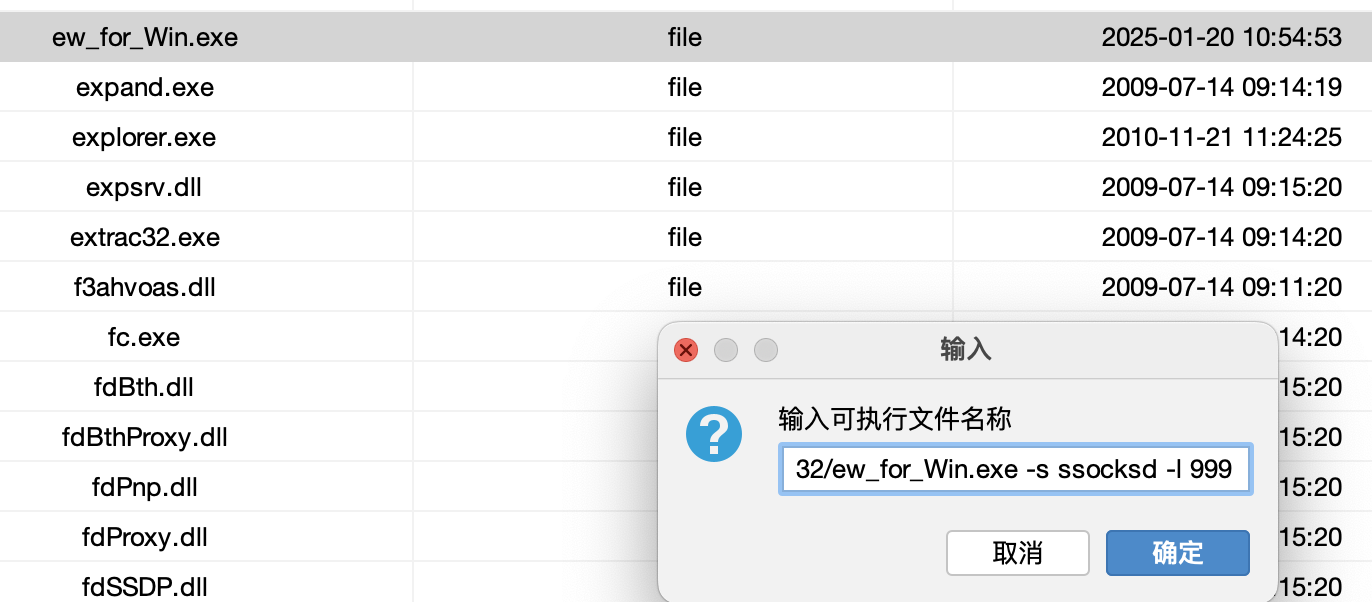 ew_for_Win.exe file 2025-01-20 10:54:53
expand.exe file 2009-07-14 09:14:19
explorer.exe file 2010-11-21 11:24:25
expsrv.dll file 2009-07-14 09:15:20
extrac32.exe file 2009-07-14 09:14:20
f3ahvoas.dll file 2009-07-14 09:11:20
fc.exe 14:20
输入
fdBth.dll 15:20
输入可执行文件名称
fdBthProxy.dll 15:20
32/ew_for_Win.exe -s ssocksd -l 999
fdPnp.dll 15:20
fdProxy.dll 15:20
取消 确定
fdSSDP.dll 15:20